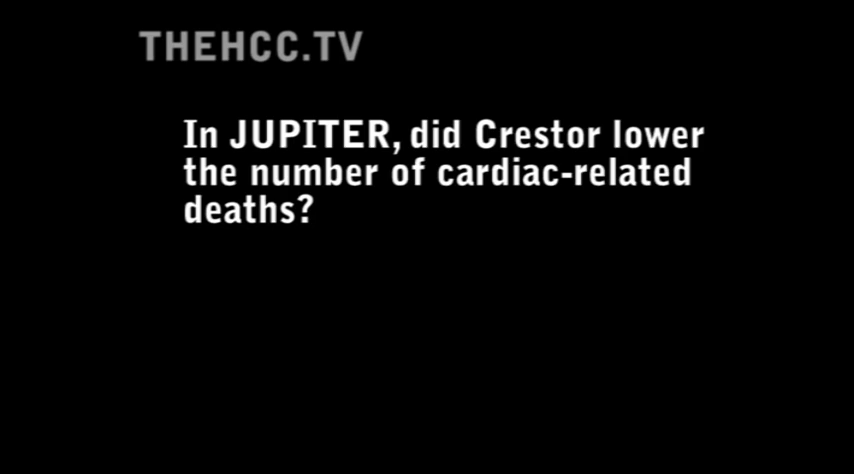 THEHCC.TV
In JUPITER, did Crestor lower
the number of cardiac-related
deaths?